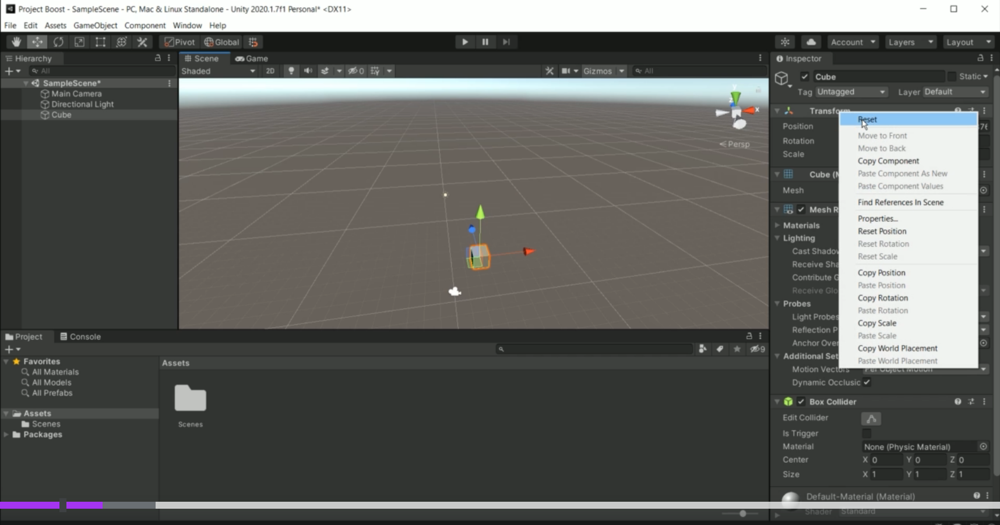 Project Boost - SampleScene - PC, Mac & Linux Standalone - Unity 2020.1.7f1 Personal* <DX11>
File Edit Assets GameObject Component Window Help
Pivot Global Account Layers Layout
Hierarchy
All
SampleScene*
Main Camera
Directional Light
Cube
Scene Game
Shaded 2D 0 Gizmos All
y
z
x
Persp
Inspector
Cube Static
Tag Untagged Layer Default
Transform
Position 76
Rotation
Scale
Cube (M
Mesh
Mesh R
Materials
Lighting
Cast Shadow
Receive Sha
Contribute G
Receive Glo
Probes
Light Probes
Reflection P
Anchor Over
Additional Set
Motion Vectors Per Object Motion
Dynamic Occlusic
Reset
Move to Front
Move to Back
Copy Component
Paste Component As New
Paste Component Values
Find References In Scene
Properties...
Reset Position
Reset Rotation
Reset Scale
Copy Position
Paste Position
Copy Rotation
Paste Rotation
Copy Scale
Paste Scale
Copy World Placement
Paste World Placement
Box Collider
Edit Collider
Is Trigger
Material None (Physic Material)
Center X 0 Y 0 Z 0
Size X 1 Y 1 Z 1
Default-Material (Material)
Shader Standard
Project Console
9
Favorites
All Materials
All Models
All Prefabs
Assets
Scenes
Packages
Assets
Scenes